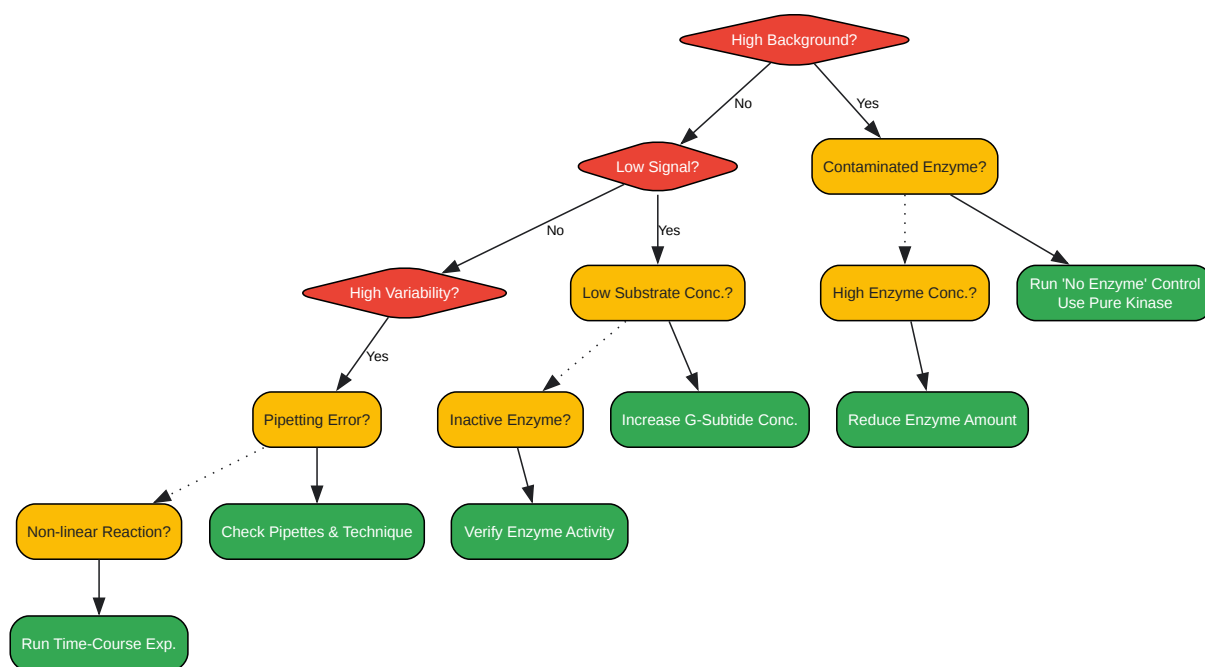 High Background?
No
Yes
Low Signal?
Contaminated Enzyme?
No
Yes
High Variability?
Low Substrate Conc.?
High Enzyme Conc.?
Run 'No Enzyme' Control
Use Pure Kinase
Yes
Pipetting Error?
Inactive Enzyme?
Increase G-Subtide Conc.
Reduce Enzyme Amount
Non-linear Reaction?
Check Pipettes & Technique
Verify Enzyme Activity
Run Time-Course Exp.